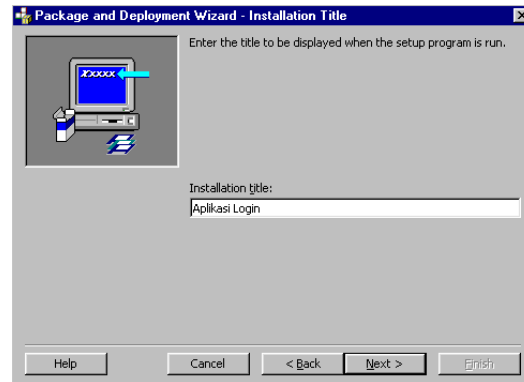 Package and Deployment Wizard - Installation Title
Enter the title to be displayed when the setup program is run.
Xxxxx
Installation title:
Aplikasi Login
Help
Cancel
< Back
Next >
Finish